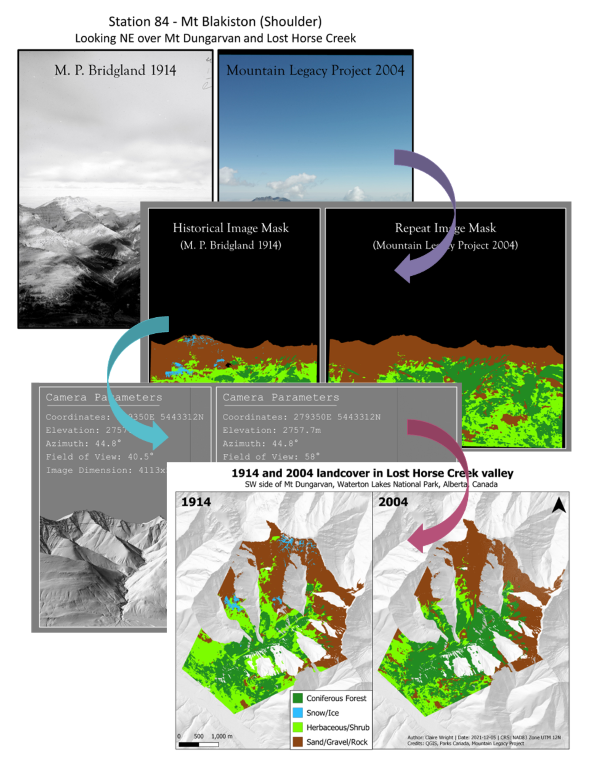 Station 84 - Mt Blakiston (Shoulder)
Looking NE over Mt Dungarvan and Lost Horse Creek
M. P. Bridgland 1914
Mountain Legacy Project 2004
Historical Image Mask
(M. P. Bridgland 1914)
Repeat Image Mask
(Mountain Legacy Project 2004)
Camera Parameters
Coordinates: 279350E 5443312N
Elevation: 2757.
Azimuth: 44.8°
Field of View: 40.5°
Image Dimension: 4113x
Camera Parameters
Coordinates: 279350E 5443312N
Elevation: 2757.7m
Azimuth: 44.8°
Field of View: 58°
1914 and 2004 landcover in Lost Horse Creek valley
SW side of Mt Dungarvan, Waterton Lakes National Park, Alberta, Canada
1914
2004
Coniferous Forest
Snow/Ice
Herbaceous/Shrub
Sand/Gravel/Rock
0 500 1,000 m
Author: Claire Wright | Date: 2021-12-05 | CRS: NAD83 Zone UTM 12N
Credits: QGIS, Parks Canada, Mountain Legacy Project